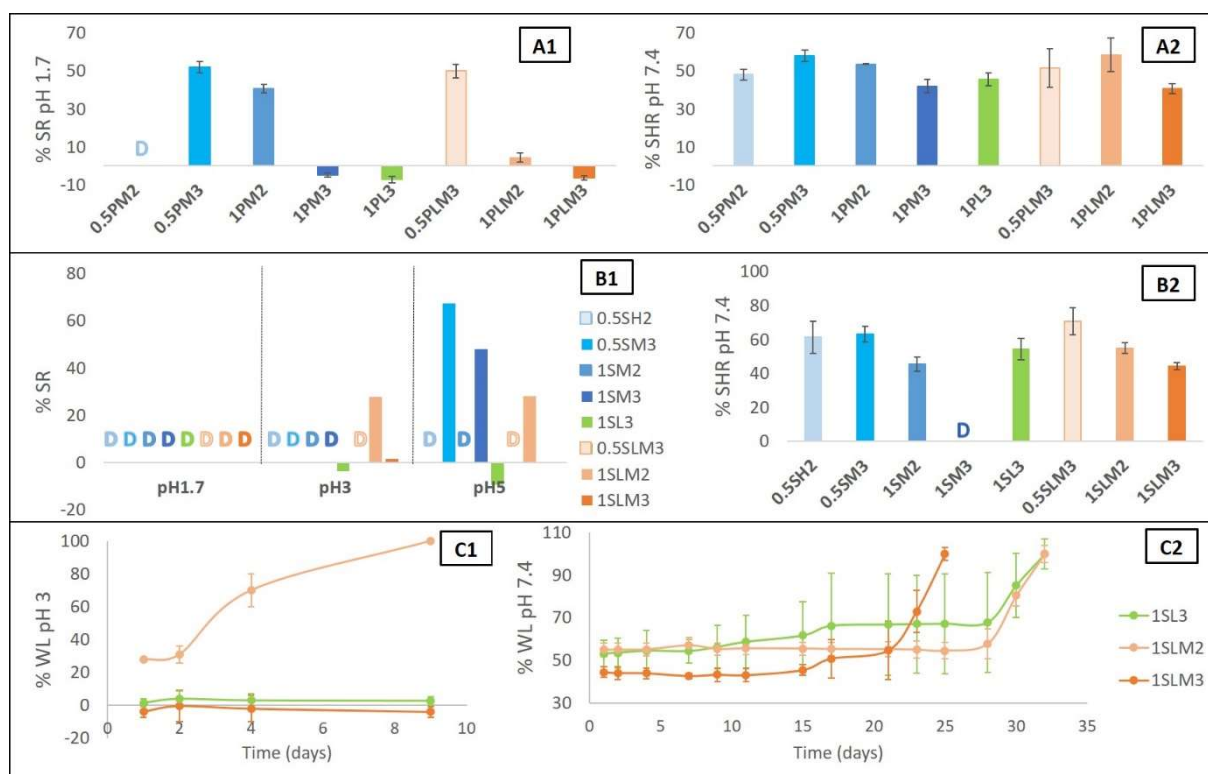 A1
% SR pH 1.7
70
50
30
10
-10
D
0.5PM2
0.5PM3
1PM2
1PM3
1PL3
0.5PLM3
1PLM2
1PLM3
A2
% SHR pH 7.4
70
50
30
10
-10
0.5PM2
0.5PM3
1PM2
1PM3
1PL3
0.5PLM3
1PLM2
1PLM3
B1
% SR
80
60
40
20
0
-20
D D D D D D D D
D D D D D
D D D
pH1.7
pH3
pH5
0.5SH2
0.5SM3
1SM2
1SM3
1SL3
0.5SLM3
1SLM2
1SLM3
B2
% SHR pH 7.4
100
80
60
40
20
0
D
0.5SH2
0.5SM3
1SM2
1SM3
1SL3
0.5SLM3
1SLM2
1SLM3
C1
% WL pH 3
100
80
60
40
20
0
-20
0 2 4 6 8 10
Time (days)
C2
% WL pH 7.4
110
90
70
50
30
0 5 10 15 20 25 30 35
Time (days)
1SL3
1SLM2
1SLM3